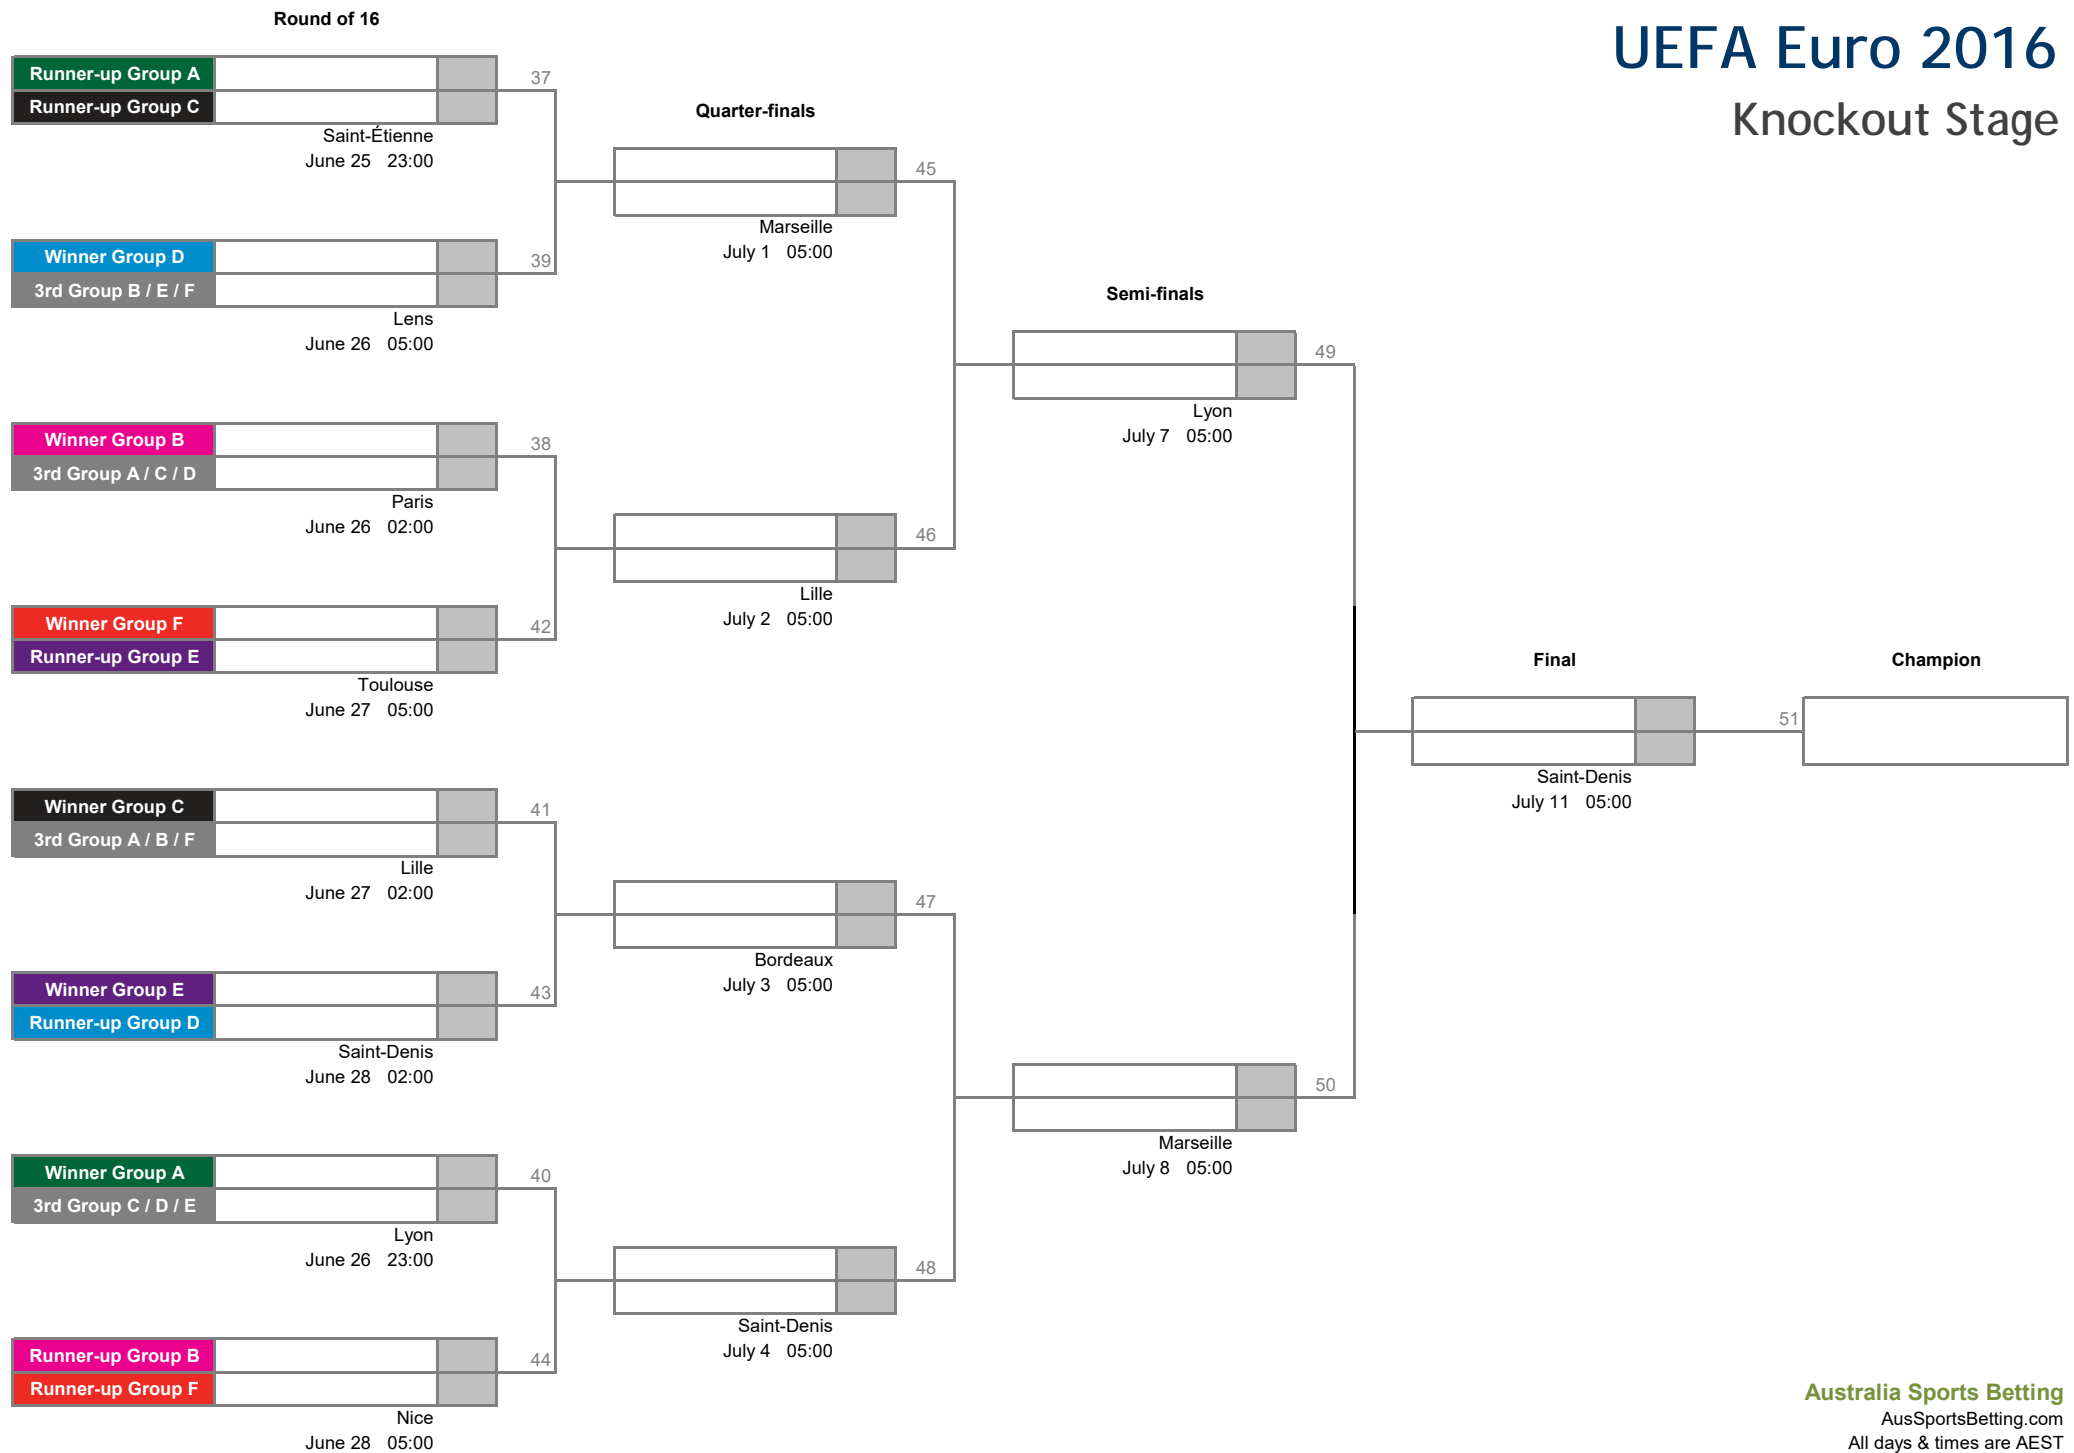 UEFA Euro 2016
Knockout Stage
Round of 16
Runner-up Group A
Runner-up Group C
37
Saint-Étienne
June 25 23:00
Winner Group D
3rd Group B / E / F
39
Lens
June 26 05:00
Winner Group B
3rd Group A / C / D
38
Paris
June 26 02:00
Winner Group F
Runner-up Group E
42
Toulouse
June 27 05:00
Winner Group C
3rd Group A / B / F
41
Lille
June 27 02:00
Winner Group E
Runner-up Group D
43
Saint-Denis
June 28 02:00
Winner Group A
3rd Group C / D / E
40
Lyon
June 26 23:00
Runner-up Group B
Runner-up Group F
44
Nice
June 28 05:00
Quarter-finals
45
Marseille
July 1 05:00
46
Lille
July 2 05:00
47
Bordeaux
July 3 05:00
48
Saint-Denis
July 4 05:00
Semi-finals
49
Lyon
July 7 05:00
50
Marseille
July 8 05:00
Final
Saint-Denis
July 11 05:00
51
Champion
Australia Sports Betting
AusSportsBetting.com
All days & times are AEST